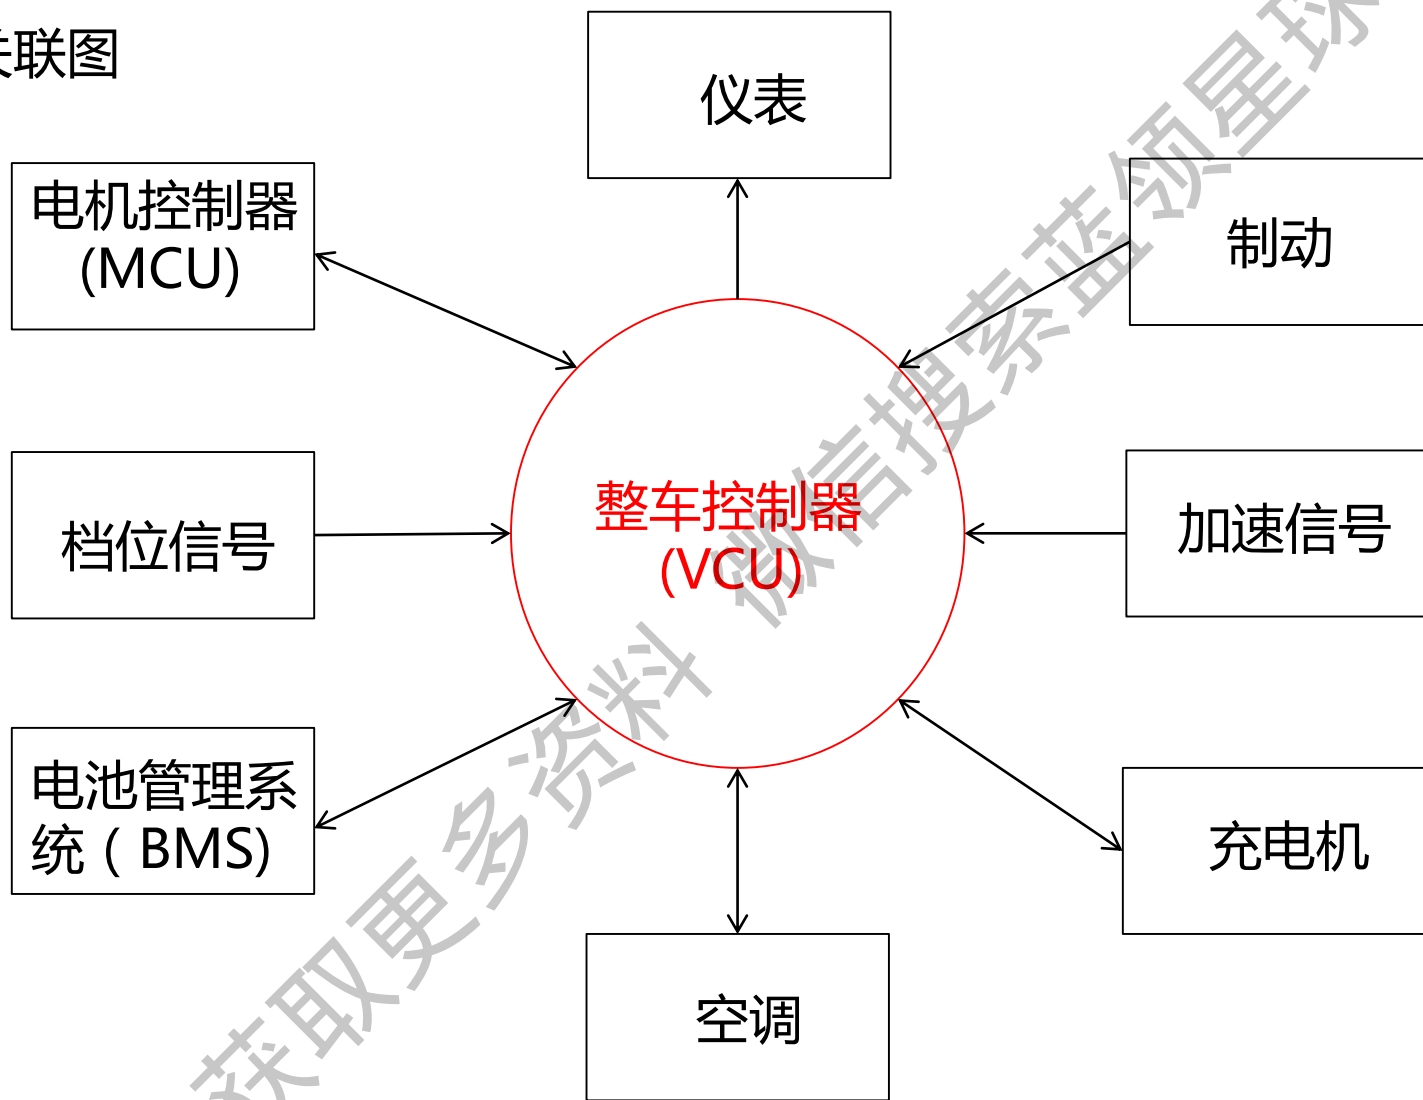 关联图
仪表
电机控制器
(MCU)
制动
档位信号
整车控制器
(VCU)
加速信号
电池管理系
统（BMS)
充电机
空调
获取更多资料 微信搜索蓝领星球